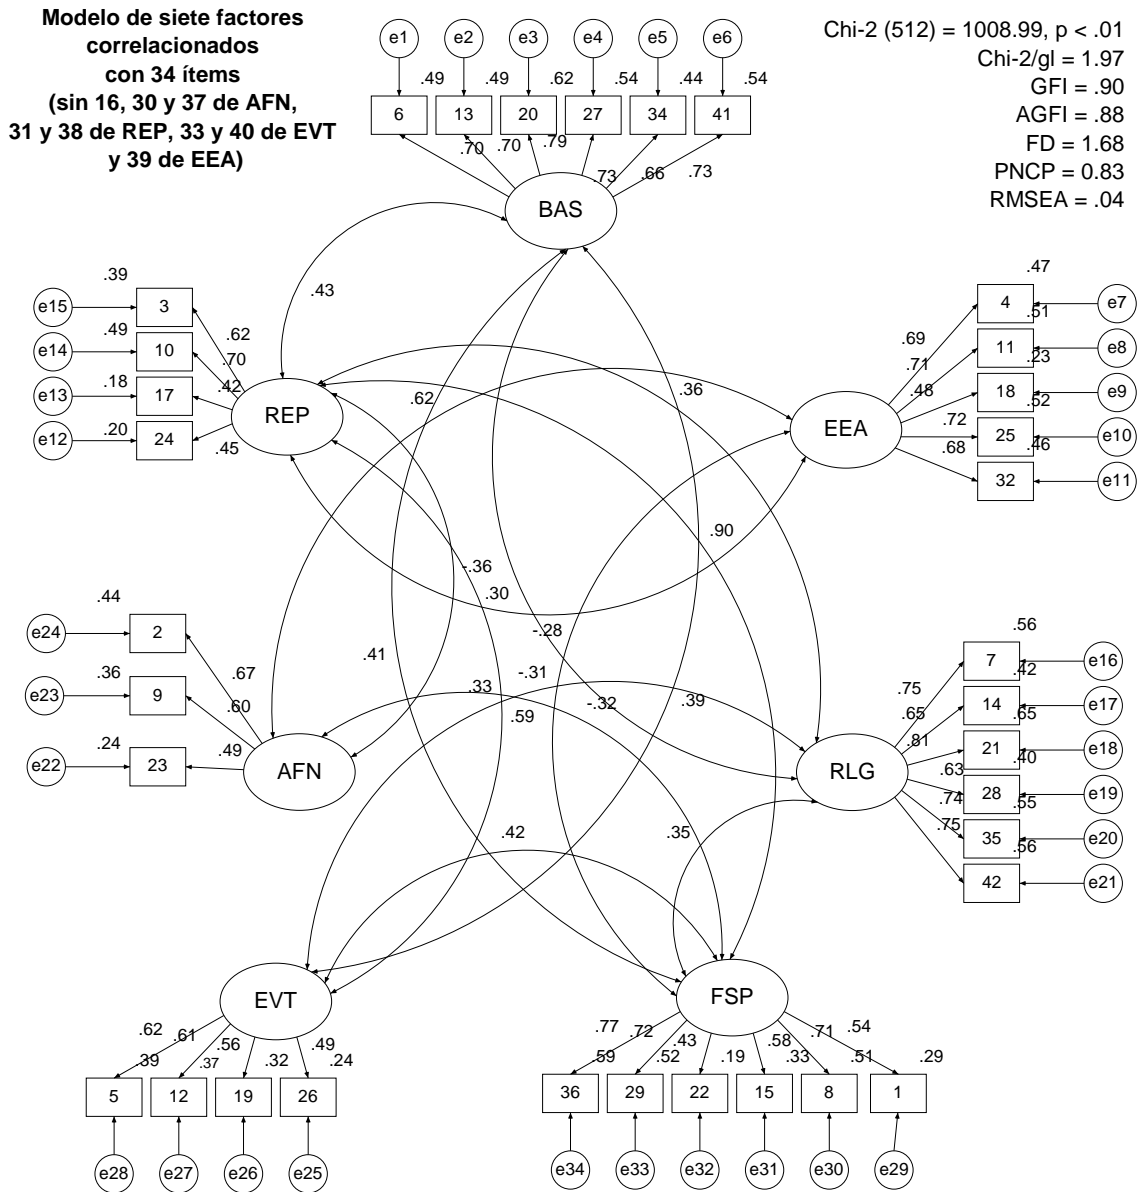 Modelo de siete factores
correlacionados
con 34 ítems
(sin 16, 30 y 37 de AFN,
31 y 38 de REP, 33 y 40 de EVT
y 39 de EEA)
Chi-2 (512) = 1008.99, p < .01
Chi-2/gl = 1.97
GFI = .90
AGFI = .88
FD = 1.68
PNCP = 0.83
RMSEA = .04
e1 e2 e3 e4 e5 e6
.49 .49 .62 .54 .44 .54
6 13 20 27 34 41
.70 .70 .79 .73 .66 .73
BAS
.43
.39
e15 3
.62
.49
e14 10
.70
.18
e13 17
.42
.20
e12 24
.45
REP
.47
4 e7
.69
.51
11 e8
.71
.23
18 e9
.48
.52
25 e10
.72
.46
32 e11
.68
EEA
.62
.36
.90
-.36
.30
-.28
.41
-.31
.33
-.32
.39
.59
.44
e24 2
.67
.36
e23 9
.60
.24
e22 23
.49
AFN
.56
7 e16
.75
.42
14 e17
.65
.65
21 e18
.81
.40
28 e19
.63
.55
35 e20
.74
.56
42 e21
.75
RLG
.42
.35
EVT
.62 .61 .56 .49
.39 .37 .32 .24
5 12 19 26
e28 e27 e26 e25
FSP
.77 .72 .43 .58 .71 .54
.59 .52 .19 .33 .51 .29
36 29 22 15 8 1
e34 e33 e32 e31 e30 e29